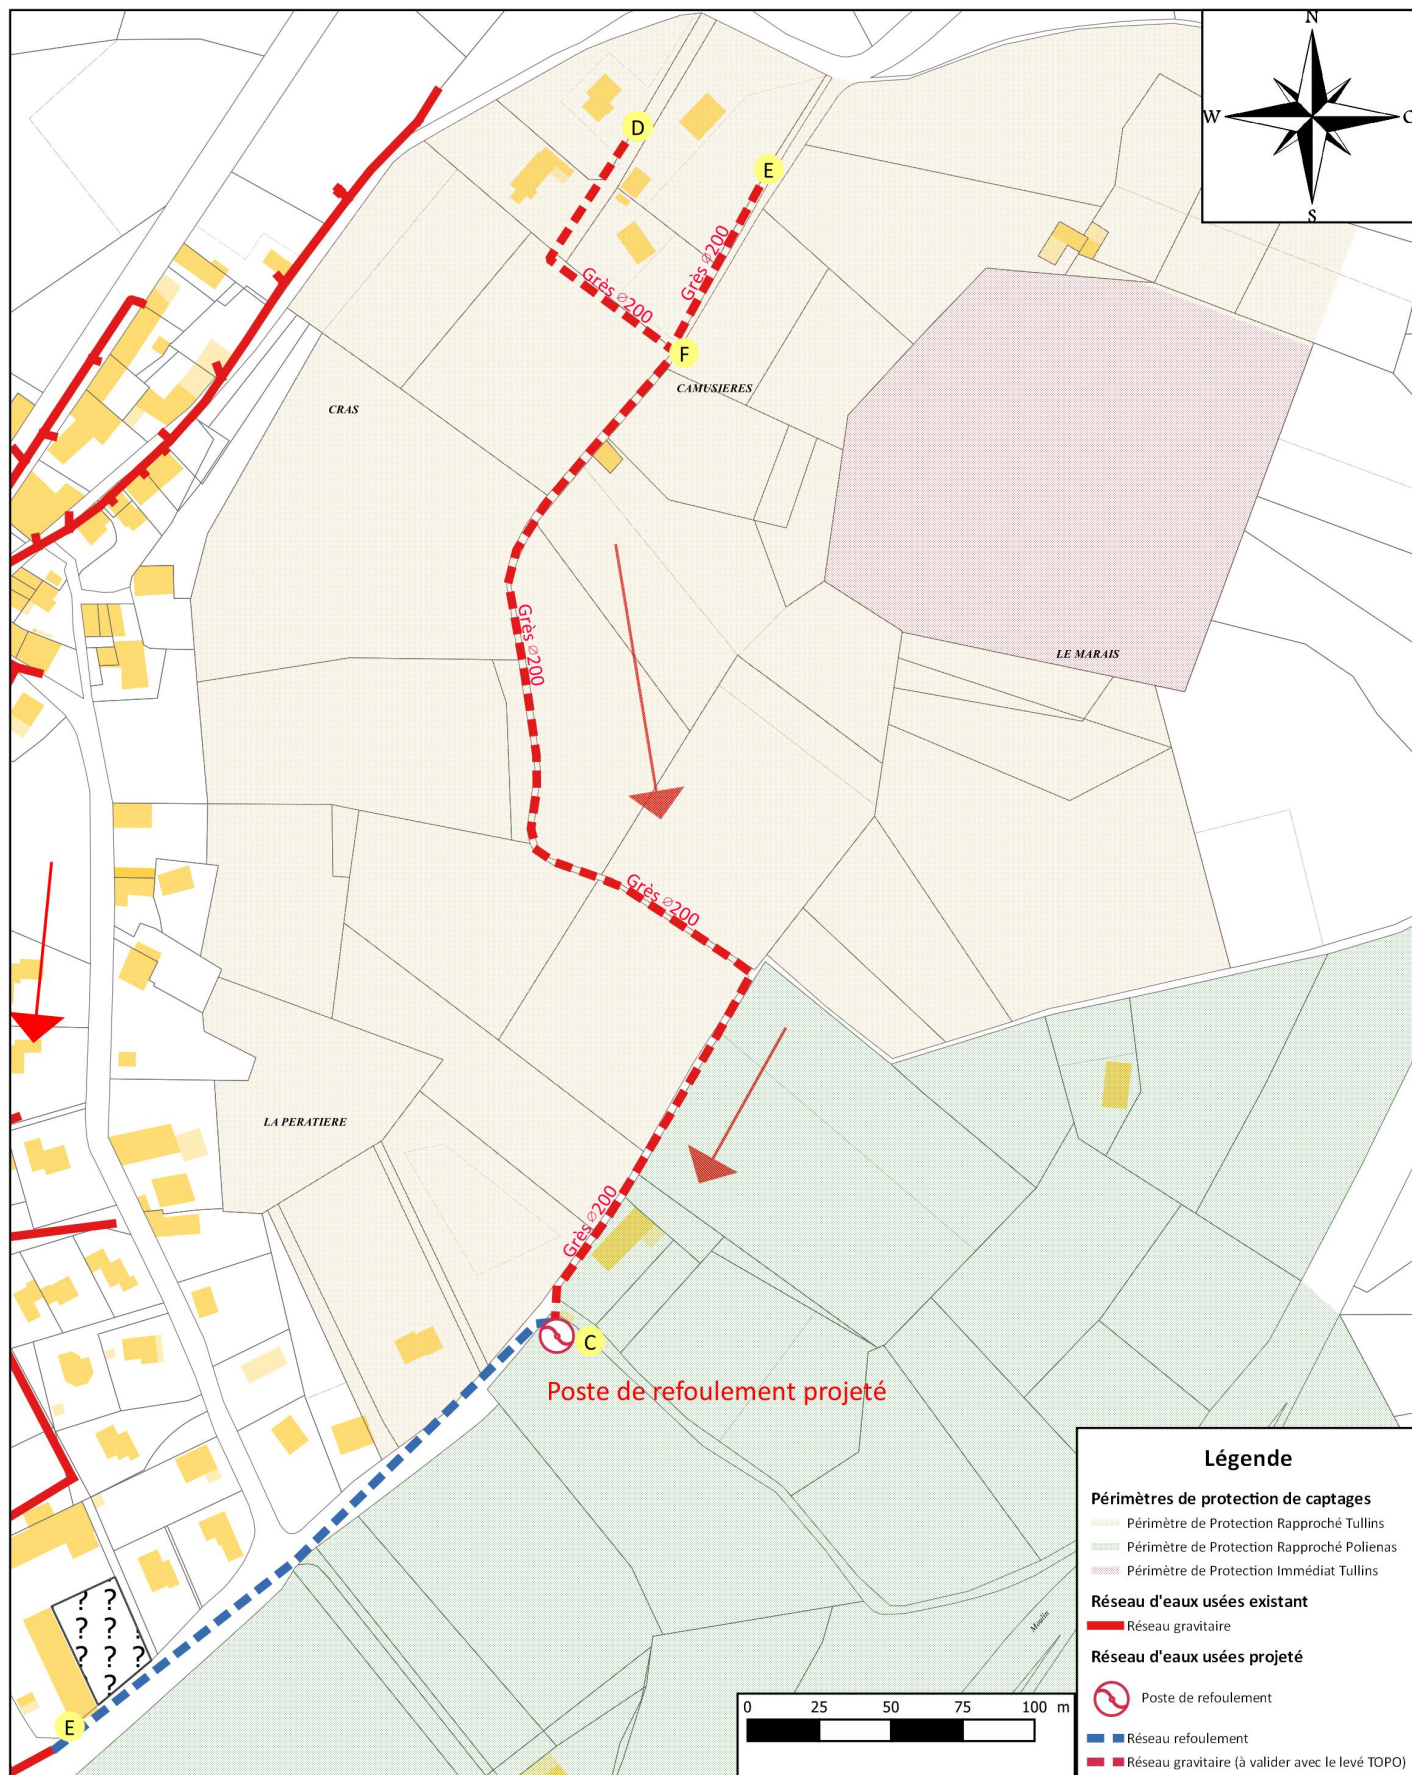 N
W
S
D
E
Grès ⌀200
Grès ⌀200
F
CAMUSIERES
CRAS
Grès ⌀200
LE MARAIS
Grès ⌀200
LA PERATIERE
Grès ⌀200
C
Poste de refoulement projeté
Légende
Périmètres de protection de captages
Périmètre de Protection Rapproché Tullins
Périmètre de Protection Rapproché Polienas
Périmètre de Protection Immédiat Tullins
Réseau d'eaux usées existant
Réseau gravitaire
Réseau d'eaux usées projeté
Poste de refoulement
Réseau refoulement
Réseau gravitaire (à valider avec le levé TOPO)
Moulin
? ?
? ?
? ? ?
?
E
0 25 50 75 100 m